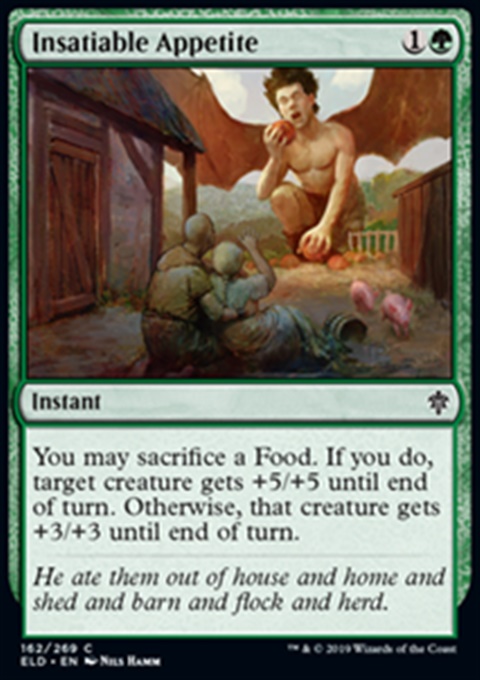 Insatiable Appetite 1
Instant
You may sacrifice a Food. If you do,
target creature gets +5/+5 until end
of turn. Otherwise, that creature gets
+3/+3 until end of turn.
He ate them out of house and home and
shed and barn and flock and herd.
162/269 C
ELD • EN Nils Hamm
™ & © 2019 Wizards of the Coast